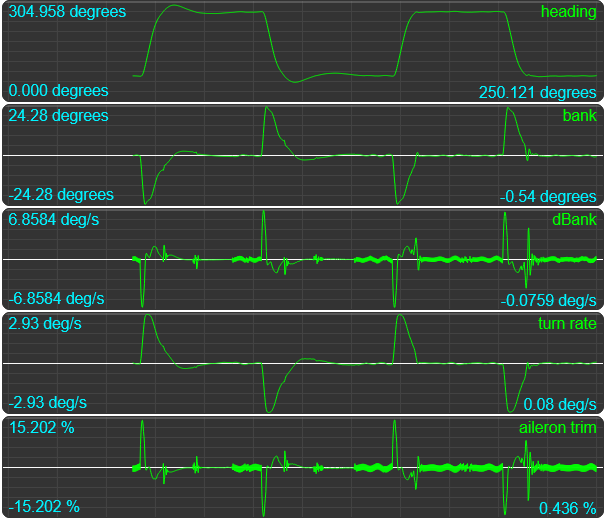 304.958 degrees heading
0.000 degrees 250.121 degrees
24.28 degrees bank
-24.28 degrees -0.54 degrees
6.8584 deg/s dBank
-6.8584 deg/s -0.0759 deg/s
2.93 deg/s turn rate
-2.93 deg/s 0.08 deg/s
15.202 % aileron trim
-15.202 % 0.436 %